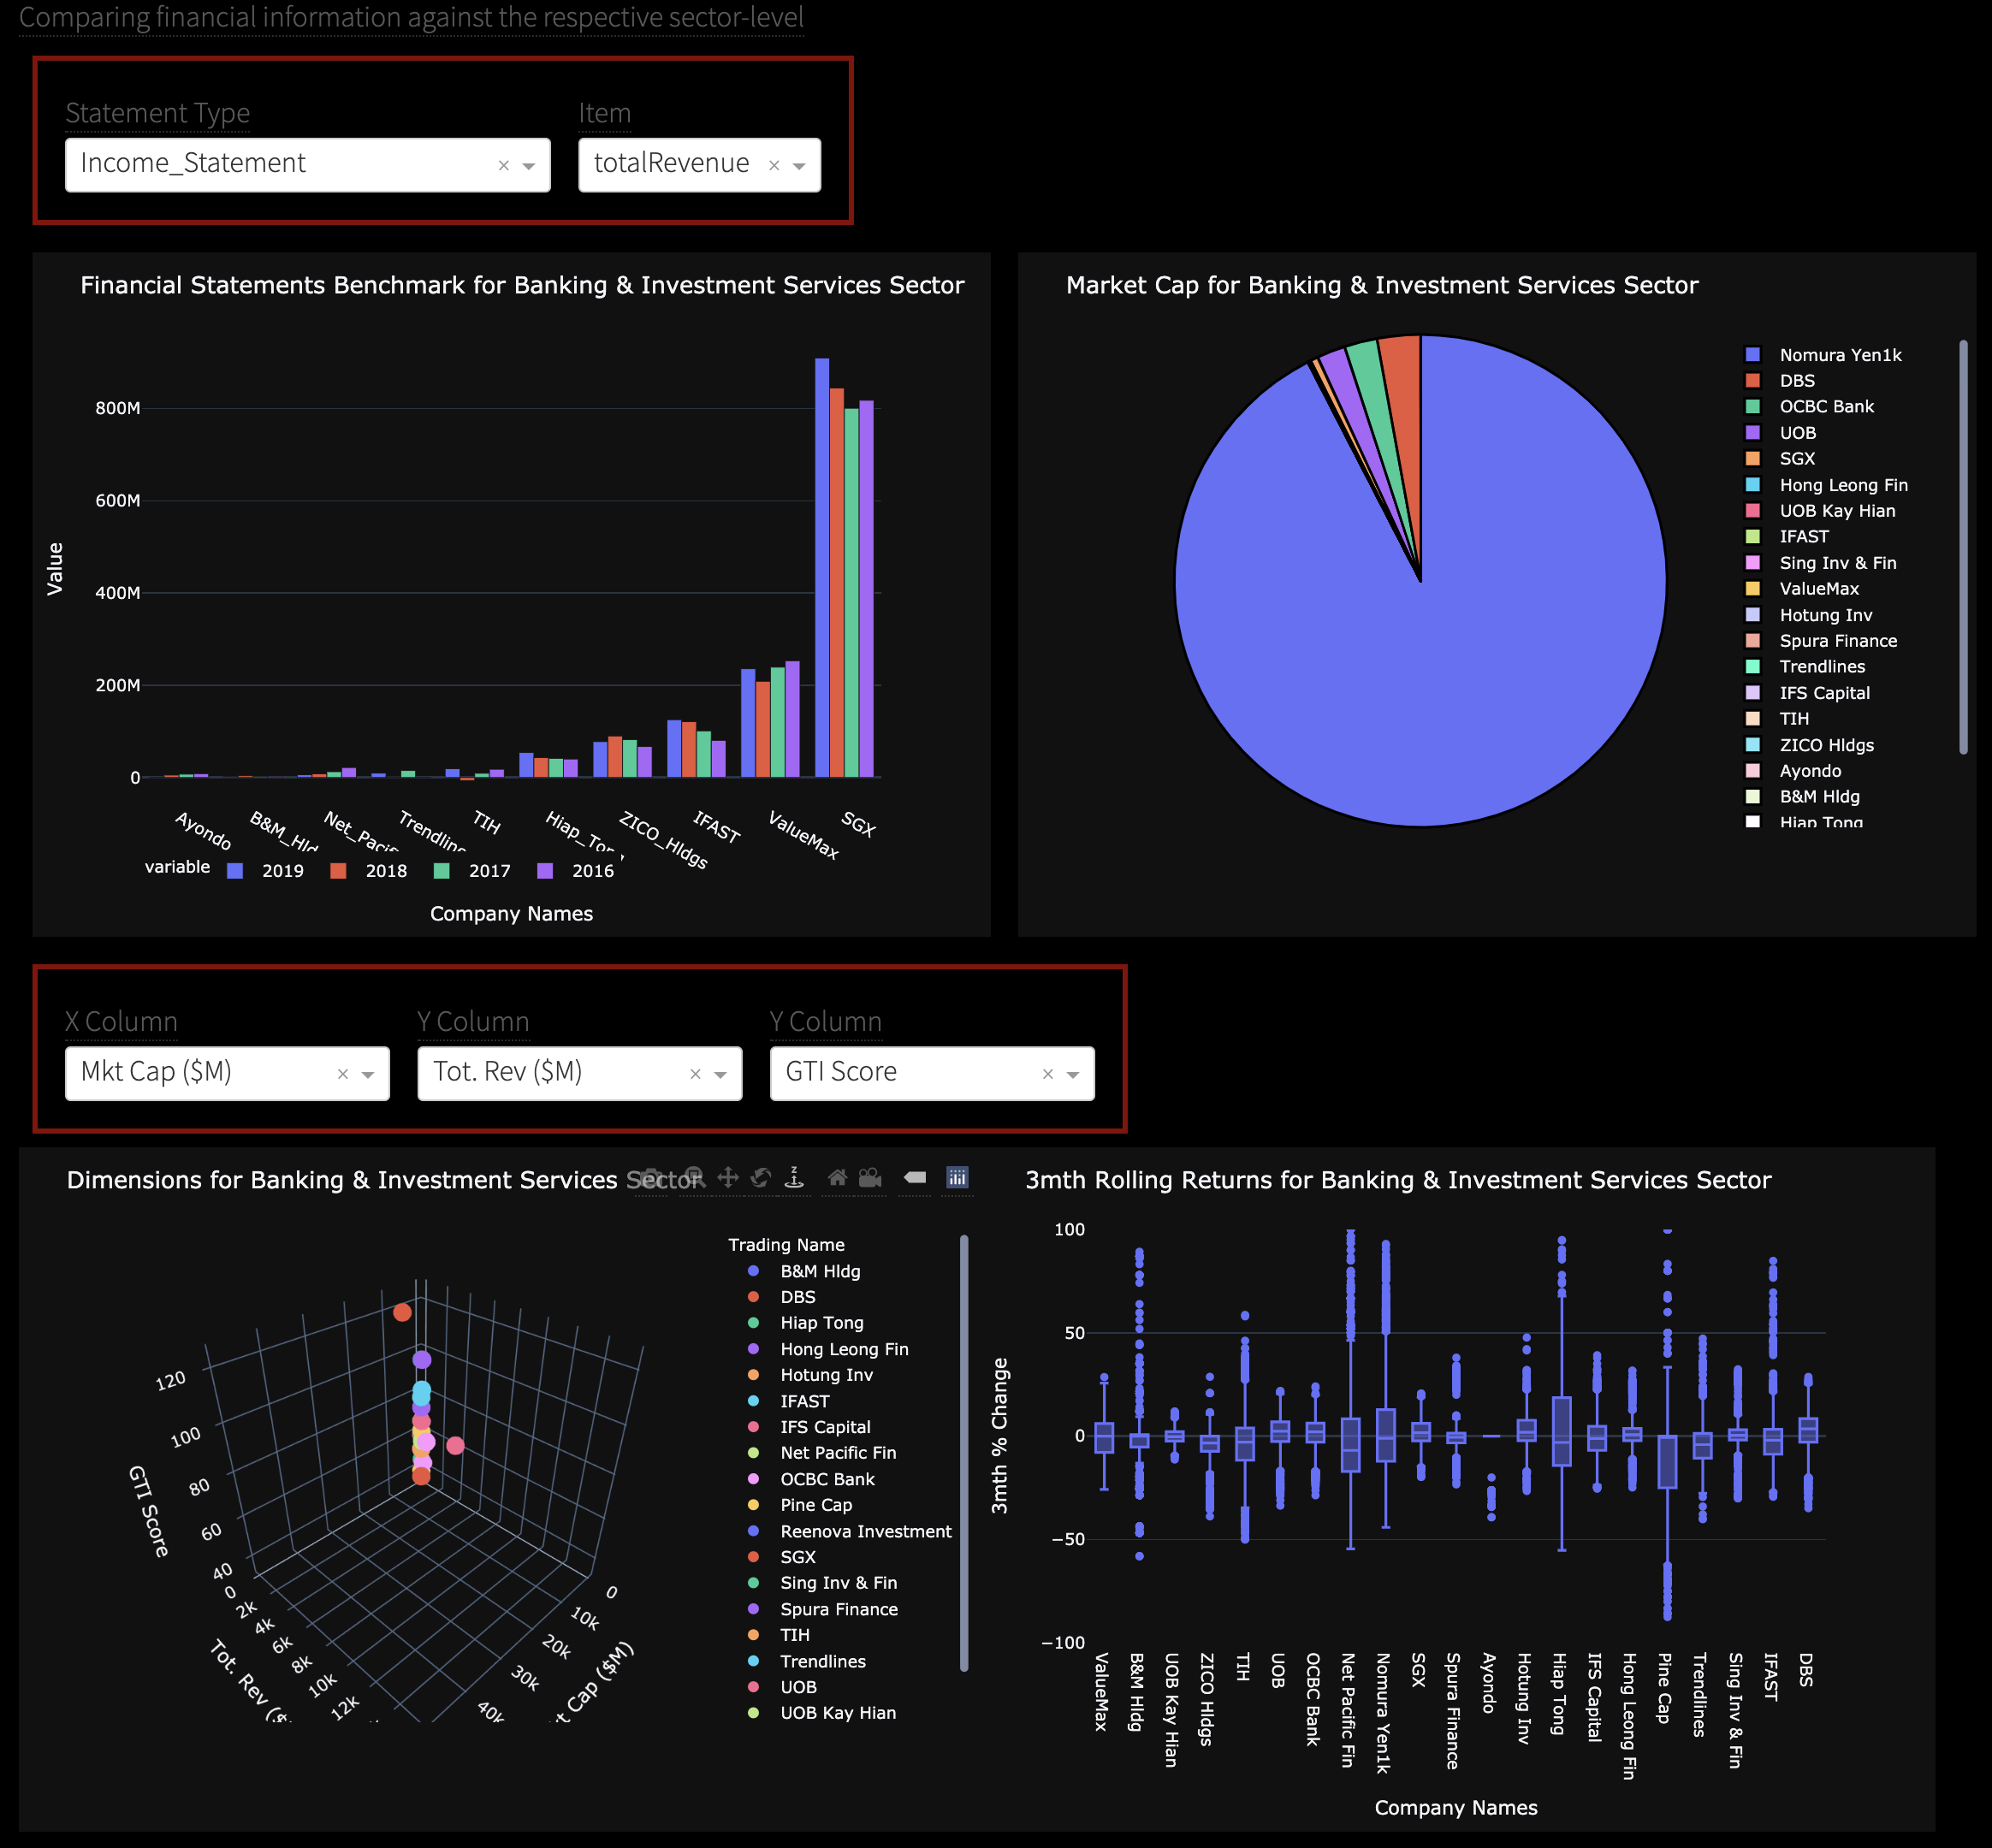 Comparing financial information against the respective sector-level
Statement Type
Item
Income_Statement
totalRevenue
Financial Statements Benchmark for Banking & Investment Services Sector
Value
800M
600M
400M
200M
0
Ayondo
B&M_Hld
Net_Pacif
Trendline
TIH
Hiap_Ton
ZICO_Hldgs
IFAST
ValueMax
SGX
variable
2019
2018
2017
2016
Company Names
Market Cap for Banking & Investment Services Sector
Nomura Yen1k
DBS
OCBC Bank
UOB
SGX
Hong Leong Fin
UOB Kay Hian
IFAST
Sing Inv & Fin
ValueMax
Hotung Inv
Spura Finance
Trendlines
IFS Capital
TIH
ZICO Hldgs
Ayondo
B&M Hldg
Hiap Tong
X Column
Y Column
Y Column
Mkt Cap ($M)
Tot. Rev ($M)
GTI Score
Dimensions for Banking & Investment Services Sector
Trading Name
B&M Hldg
DBS
Hiap Tong
Hong Leong Fin
Hotung Inv
IFAST
IFS Capital
Net Pacific Fin
OCBC Bank
Pine Cap
Reenova Investment
SGX
Sing Inv & Fin
Spura Finance
TIH
Trendlines
UOB
UOB Kay Hian
120
100
80
60
40
GTI Score
0
2k
4k
6k
8k
10k
12k
Tot. Rev ($
0
10k
20k
30k
40k
t Cap ($M)
3mth Rolling Returns for Banking & Investment Services Sector
3mth % Change
100
50
0
−50
−100
ValueMax
B&M Hldg
UOB Kay Hian
ZICO Hldgs
TIH
UOB
OCBC Bank
Net Pacific Fin
Nomura Yen1k
SGX
Spura Finance
Ayondo
Hotung Inv
Hiap Tong
IFS Capital
Hong Leong Fin
Pine Cap
Trendlines
Sing Inv & Fin
IFAST
DBS
Company Names